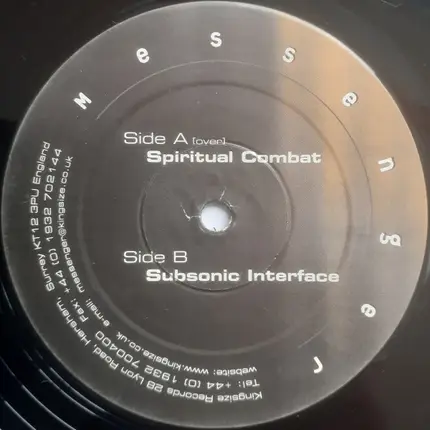 Messenger
Side A [over]
Spiritual Combat
Side B
Subsonic Interface
Kingsize Records 28 Lyon Road, Hersham, Surrey KT12 3PU England
Tel: +44 (0) 1932 700400 Fax: +44 (0) 1932 702144
website: www.kingsize.co.uk e-mail: messenger@kingsize.co.uk